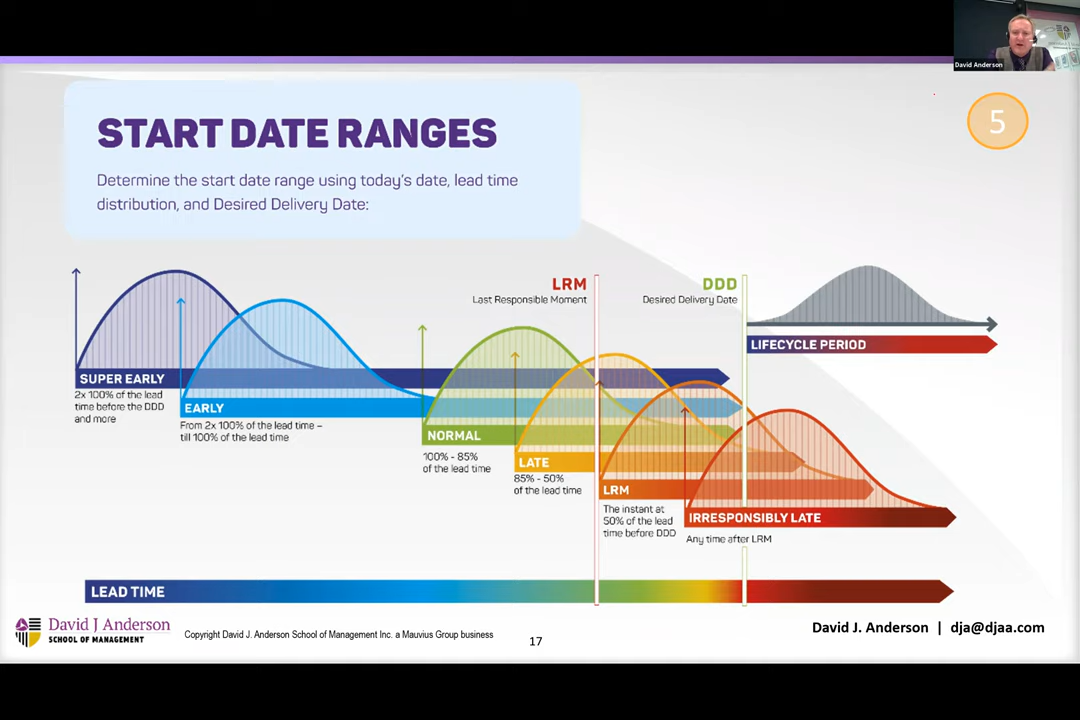 David Anderson
START DATE RANGES
5
Determine the start date range using today's date, lead time
distribution, and Desired Delivery Date:
LRM
Last Responsible Moment
DDD
Desired Delivery Date
LIFECYCLE PERIOD
SUPER EARLY
2x 100% of the lead
time before the DDD
and more
EARLY
From 2x 100% of the lead time –
till 100% of the lead time
NORMAL
100% - 85%
of the lead time
LATE
85% - 50%
of the lead time
LRM
The instant at
50% of the lead
time before DDD
IRRESPONSIBLY LATE
Any time after LRM
LEAD TIME
David J Anderson
SCHOOL OF MANAGEMENT
Copyright David J. Anderson School of Management Inc. a Mauvius Group business
17
David J. Anderson | dja@djaa.com